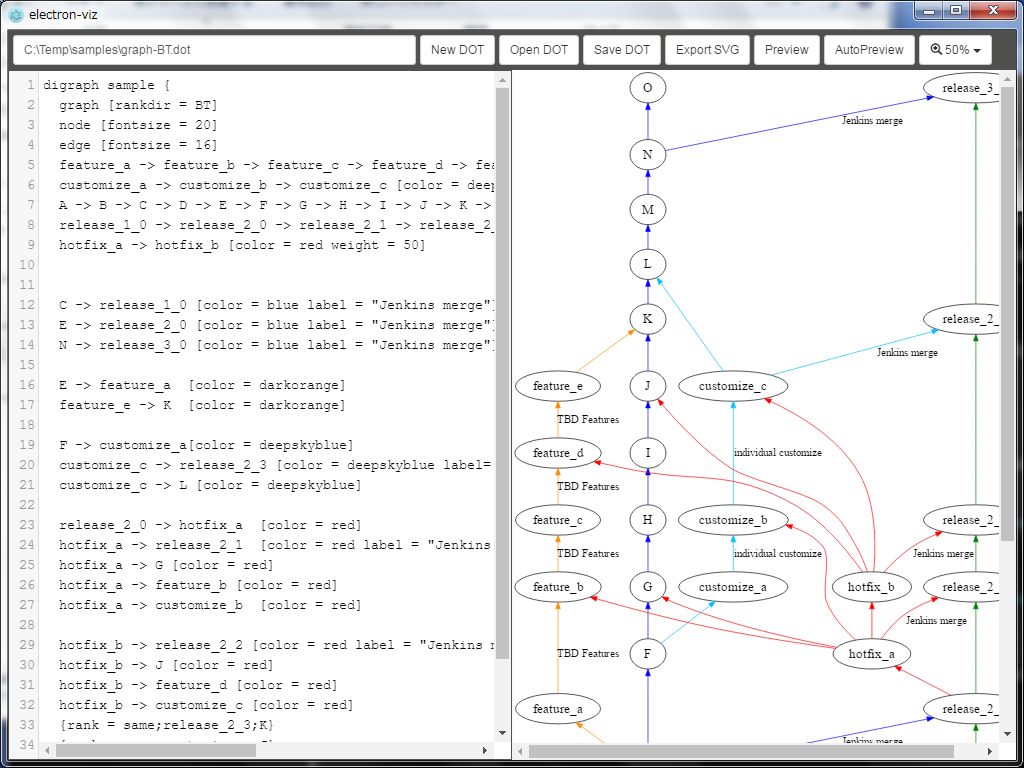 electron-viz
C:\Temp\samples\graph-BT.dot
New DOT
Open DOT
Save DOT
Export SVG
Preview
AutoPreview
50%
1 digraph sample {
2 graph [rankdir = BT]
3 node [fontsize = 20]
4 edge [fontsize = 16]
5 feature_a -> feature_b -> feature_c -> feature_d -> fea
6 customize_a -> customize_b -> customize_c [color = deep
7 A -> B -> C -> D -> E -> F -> G -> H -> I -> J -> K ->
8 release_1_0 -> release_2_0 -> release_2_1 -> release_2_
9 hotfix_a -> hotfix_b [color = red weight = 50]
10
11
12 C -> release_1_0 [color = blue label = "Jenkins merge"]
13 E -> release_2_0 [color = blue label = "Jenkins merge"]
14 N -> release_3_0 [color = blue label = "Jenkins merge"]
15
16 E -> feature_a  [color = darkorange]
17 feature_e -> K  [color = darkorange]
18
19 F -> customize_a[color = deepskyblue]
20 customize_c -> release_2_3 [color = deepskyblue label=
21 customize_c -> L [color = deepskyblue]
22
23 release_2_0 -> hotfix_a  [color = red]
24 hotfix_a -> release_2_1  [color = red label = "Jenkins
25 hotfix_a -> G [color = red]
26 hotfix_a -> feature_b [color = red]
27 hotfix_a -> customize_b  [color = red]
28
29 hotfix_b -> release_2_2 [color = red label = "Jenkins
30 hotfix_b -> J [color = red]
31 hotfix_b -> feature_d [color = red]
32 hotfix_b -> customize_c [color = red]
33 {rank = same;release_2_3;K}
34
O
release_3_
Jenkins merge
N
M
L
K
release_2_
Jenkins merge
feature_e
J
customize_c
TBD Features
feature_d
I
individual customize
TBD Features
feature_c
H
customize_b
release_2_
TBD Features
individual customize
Jenkins merge
feature_b
G
customize_a
hotfix_b
release_2_
Jenkins merge
TBD Features
F
hotfix_a
feature_a
release_2_
Jenkins merge